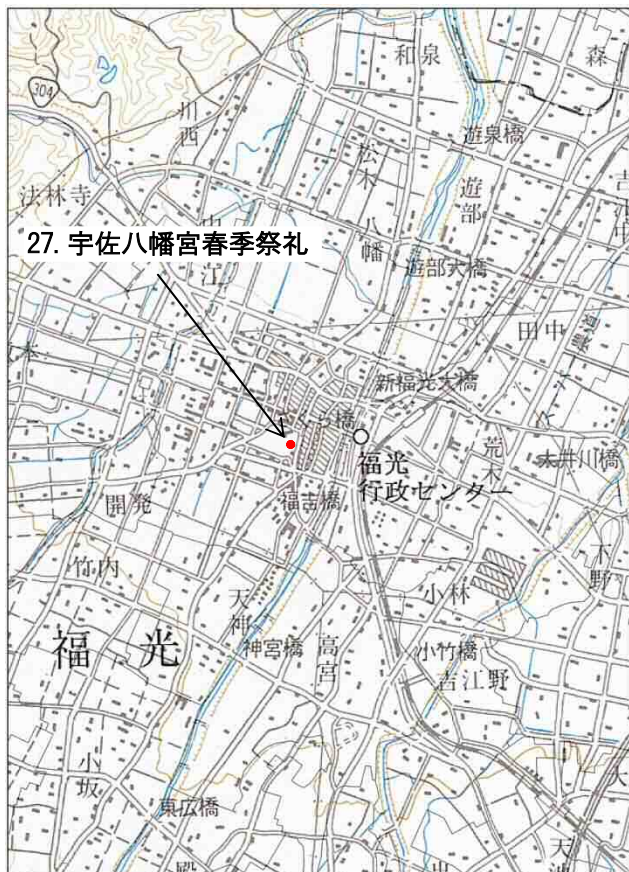 304
和泉
森
川西
遊泉橋
松木
遊部
法林寺
八幡
27. 宇佐八幡宮春季祭礼
江
遊部大橋
田中
新福光大橋
くら橋
福光
行政センター
荒木
大井川橋
福吉橋
開発
竹内
下野
天神
小林
福光
神宮橋
高宮
小竹橋
吉江野
小坂
東広橋